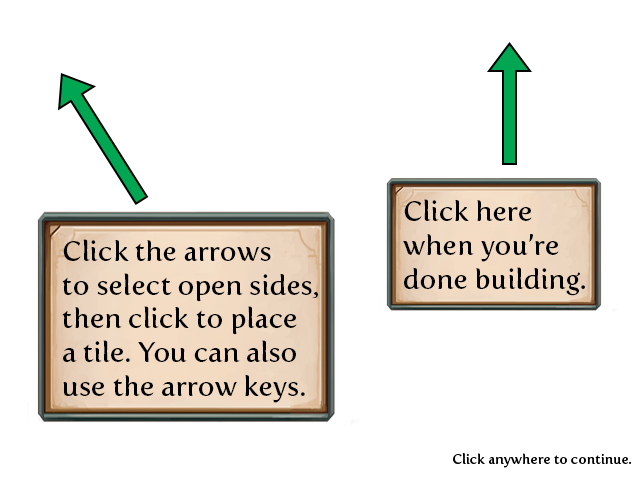 Click the arrows
to select open sides,
then click to place
a tile. You can also
use the arrow keys.
Click here
when you're
done building.
Click anywhere to continue.